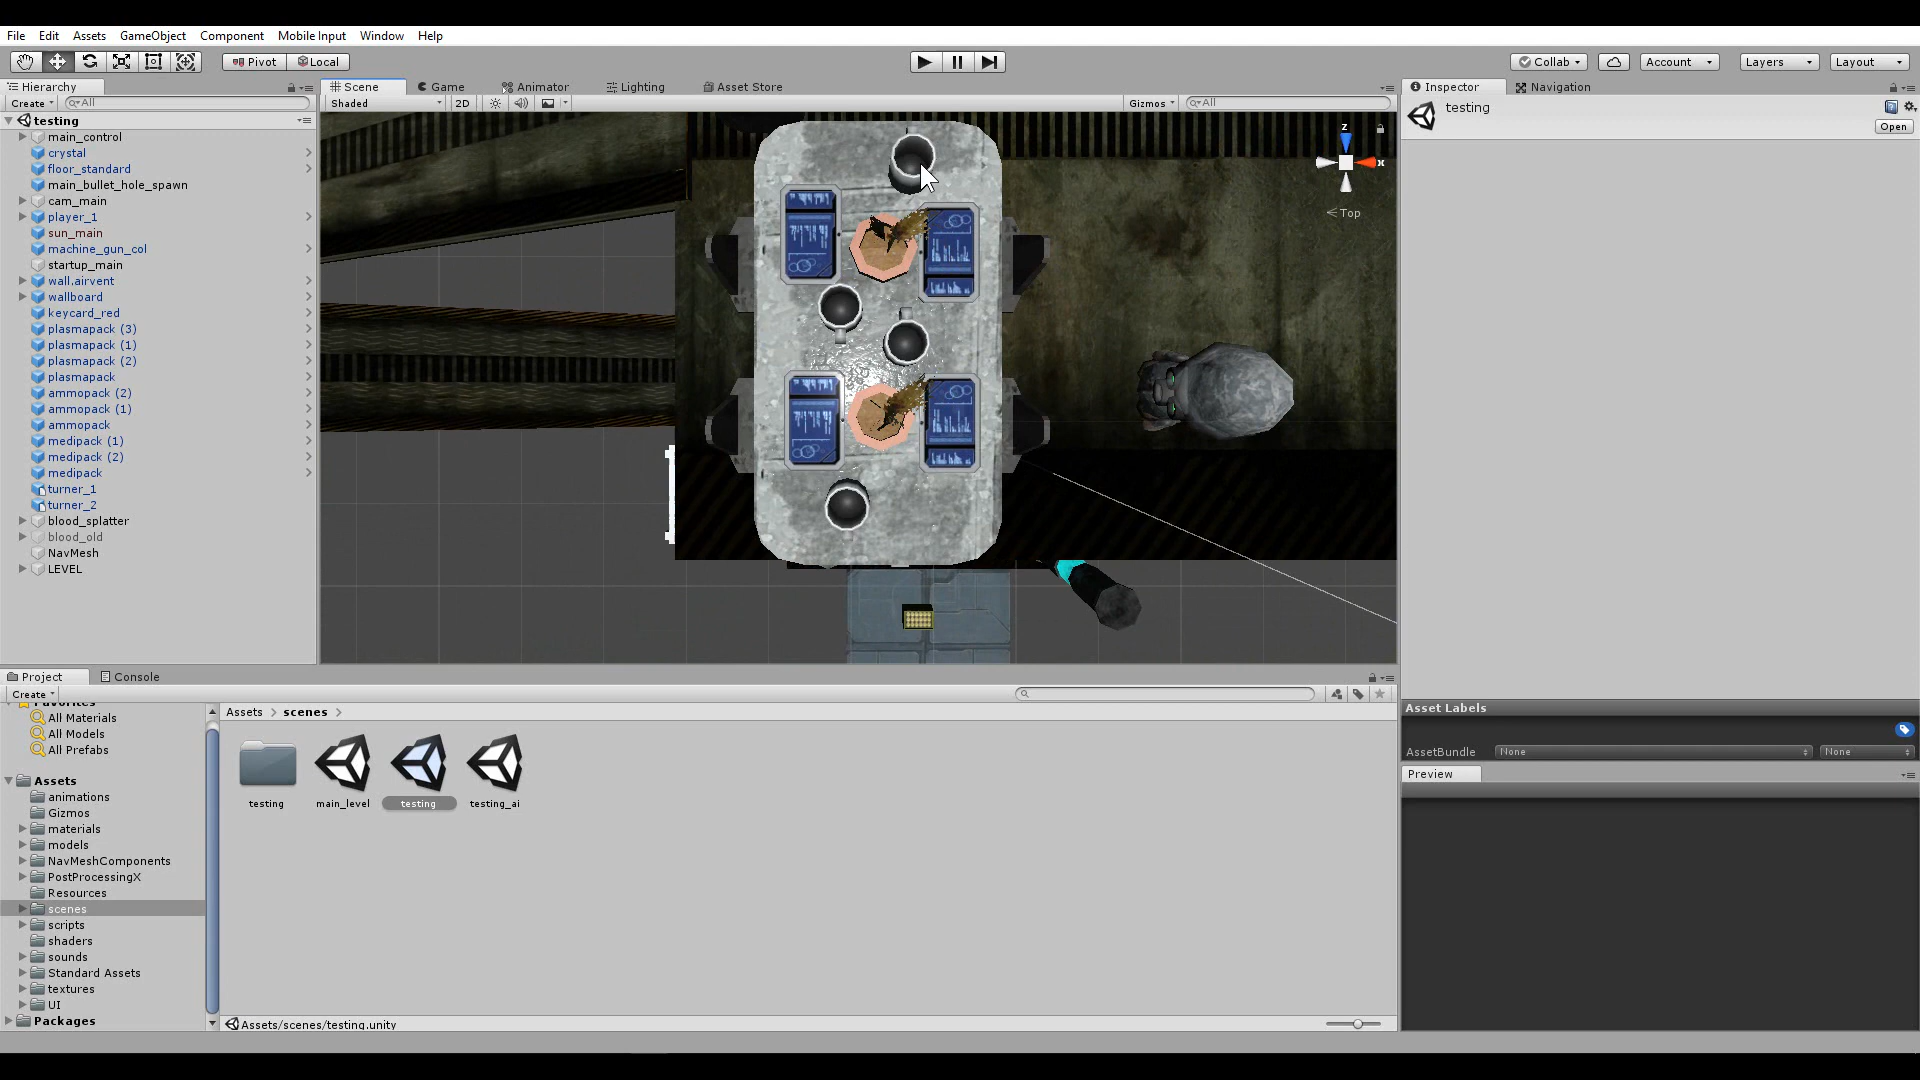 File Edit Assets GameObject Component Mobile Input Window Help
Pivot Local Collab Account Layers Layout
Hierarchy
Create All
testing
main_control
crystal
floor_standard
main_bullet_hole_spawn
cam_main
player_1
sun_main
machine_gun_col
startup_main
wall,airvent
wallboard
keycard_red
plasmapack (3)
plasmapack (1)
plasmapack (2)
plasmapack
ammopack (2)
ammopack (1)
ammopack
medipack (1)
medipack (2)
medipack
turner_1
turner_2
blood_splatter
blood_old
NavMesh
LEVEL
Scene Game Animator Lighting Asset Store
Shaded 2D Gizmos All
z
x
Top
Inspector Navigation
testing
Open
Project Console
Create
Favorites
All Materials
All Models
All Prefabs
Assets
animations
Gizmos
materials
models
NavMeshComponents
PostProcessingX
Resources
scenes
scripts
shaders
sounds
Standard Assets
textures
UI
Packages
Assets scenes
testing main_level testing testing_ai
Assets/scenes/testing.unity
Asset Labels
AssetBundle None None
Preview